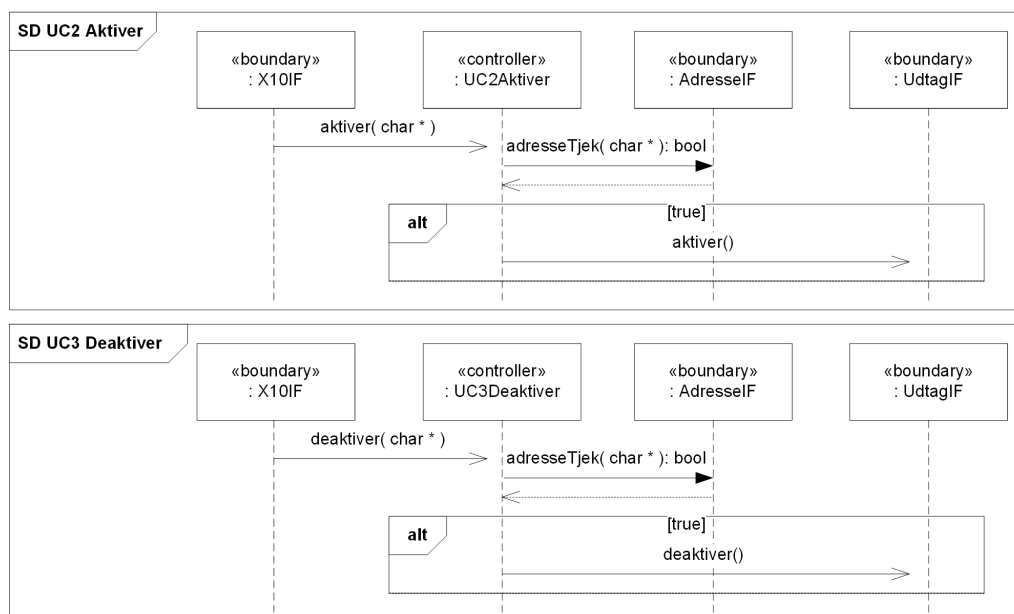 SD UC2 Aktiver
«boundary»
: X10IF
«controller»
: UC2Aktiver
«boundary»
: AdresseIF
«boundary»
: UdtagIF
aktiver( char * )
adresseTjek( char * ): bool
alt
[true]
aktiver()
SD UC3 Deaktiver
«boundary»
: X10IF
«controller»
: UC3Deaktiver
«boundary»
: AdresseIF
«boundary»
: UdtagIF
deaktiver( char * )
adresseTjek( char * ): bool
alt
[true]
deaktiver()